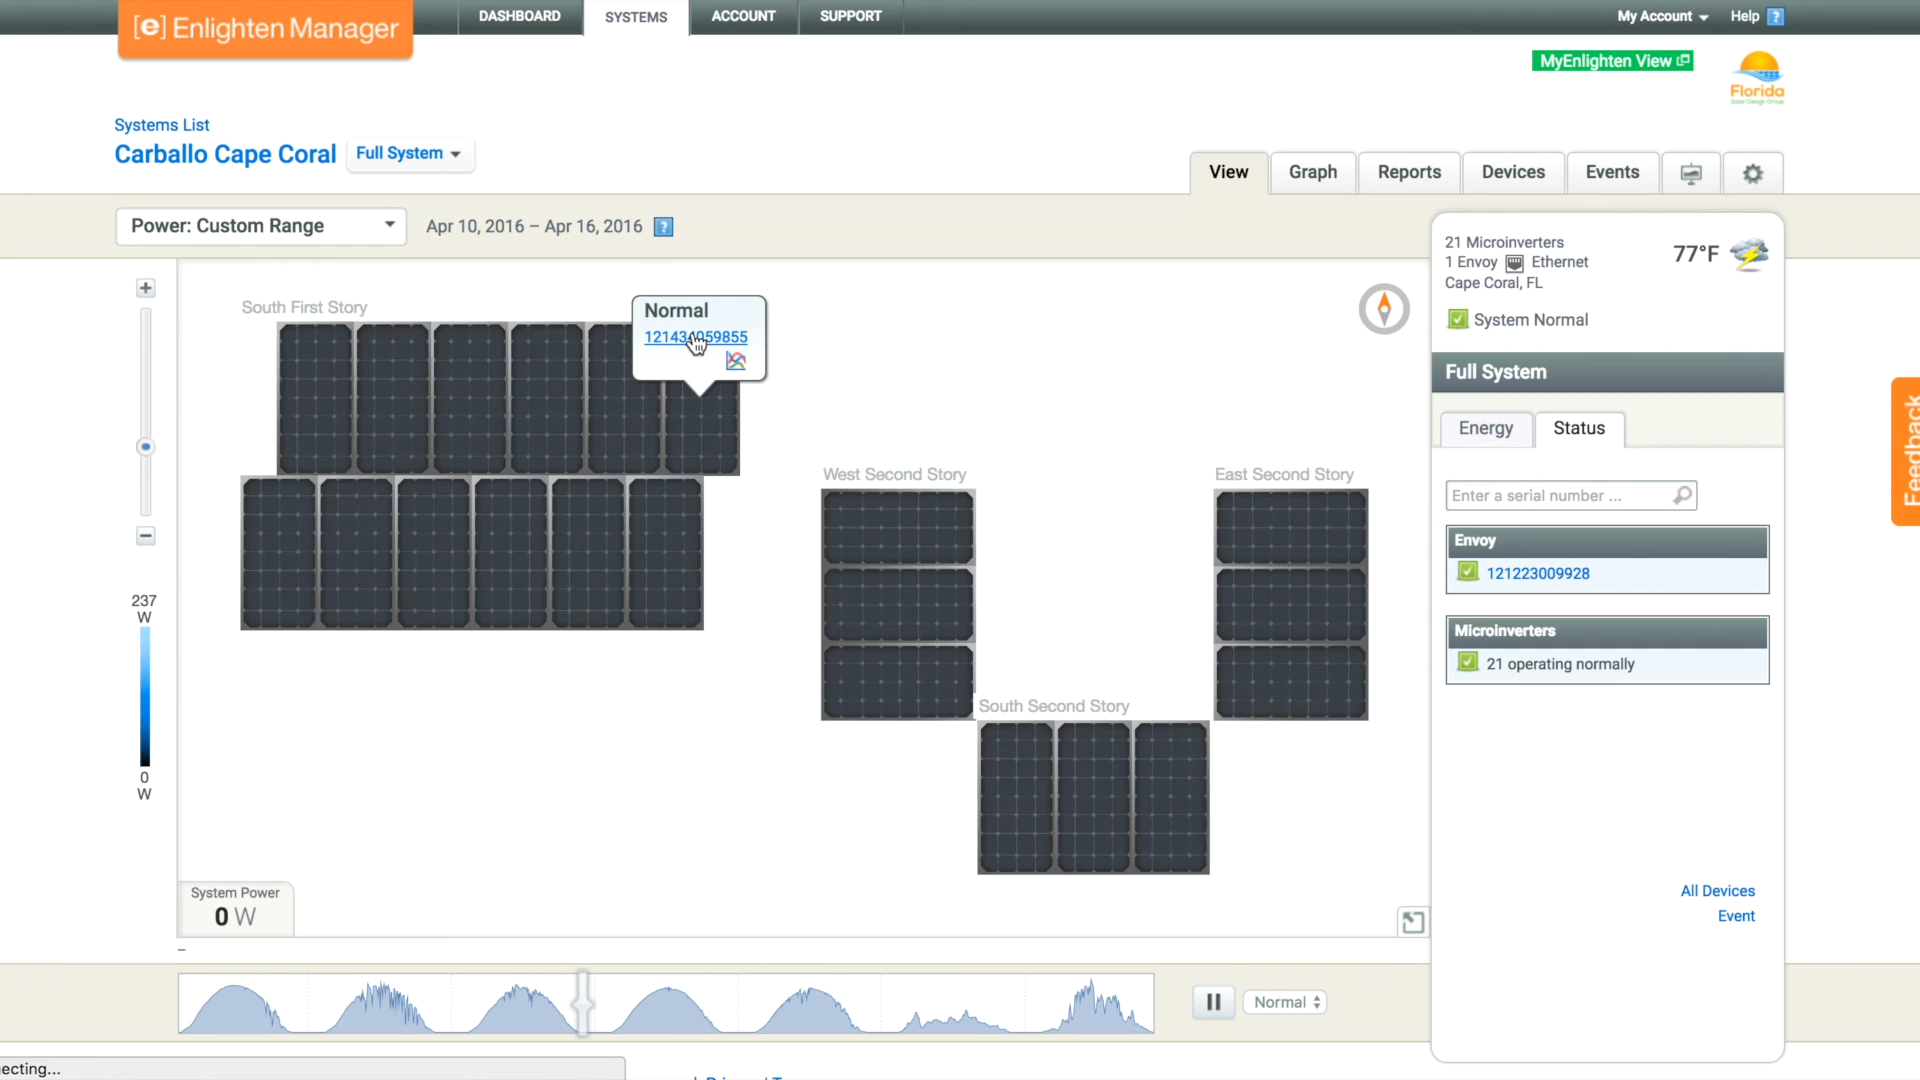 [e] Enlighten Manager
DASHBOARD
SYSTEMS
ACCOUNT
SUPPORT
My Account
Help ?
MyEnlighten View
Florida
Solar Design Group
Systems List
Carballo Cape Coral
Full System
View
Graph
Reports
Devices
Events
Power: Custom Range
Apr 10, 2016 – Apr 16, 2016 ?
21 Microinverters
1 Envoy Ethernet
Cape Coral, FL
77°F
System Normal
Full System
Energy
Status
Enter a serial number ...
Envoy
121223009928
Microinverters
21 operating normally
All Devices
Event
Feedback
South First Story
Normal
West Second Story
East Second Story
South Second Story
237
W
0
W
System Power
0 W
Normal
ecting...